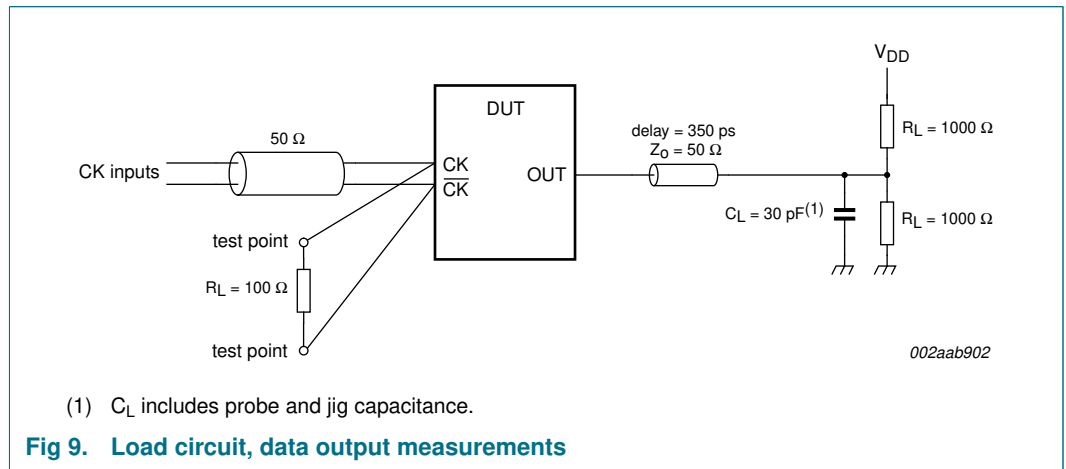 V_DD
DUT
R_L = 1000 Ω
50 Ω
delay = 350 ps
Z_o = 50 Ω
CK inputs
CK
C̅K̅
OUT
C_L = 30 pF(1)
R_L = 1000 Ω
test point
R_L = 100 Ω
test point
002aab902
(1) C_L includes probe and jig capacitance.
Fig 9. Load circuit, data output measurements